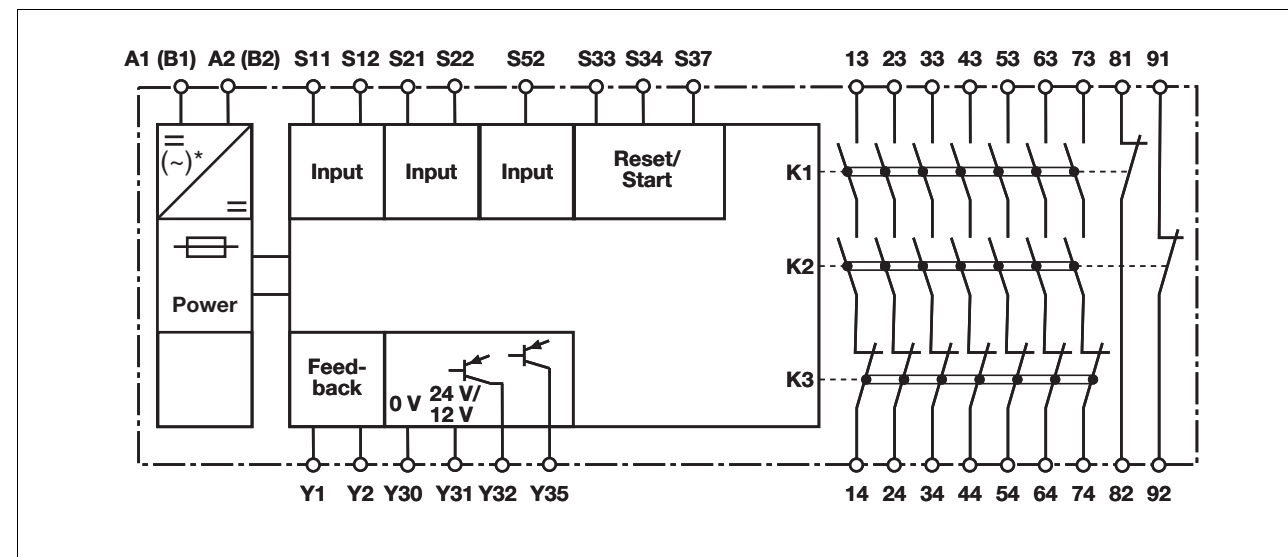 A1 (B1) A2 (B2) S11 S12 S21 S22 S52 S33 S34 S37 13 23 33 43 53 63 73 81 91
(~)*
Input Input Input Reset/
Start
K1
K2
Power
Feed-
back
0 V 24 V/
12 V
K3
Y1 Y2 Y30 Y31 Y32 Y35 14 24 34 44 54 64 74 82 92